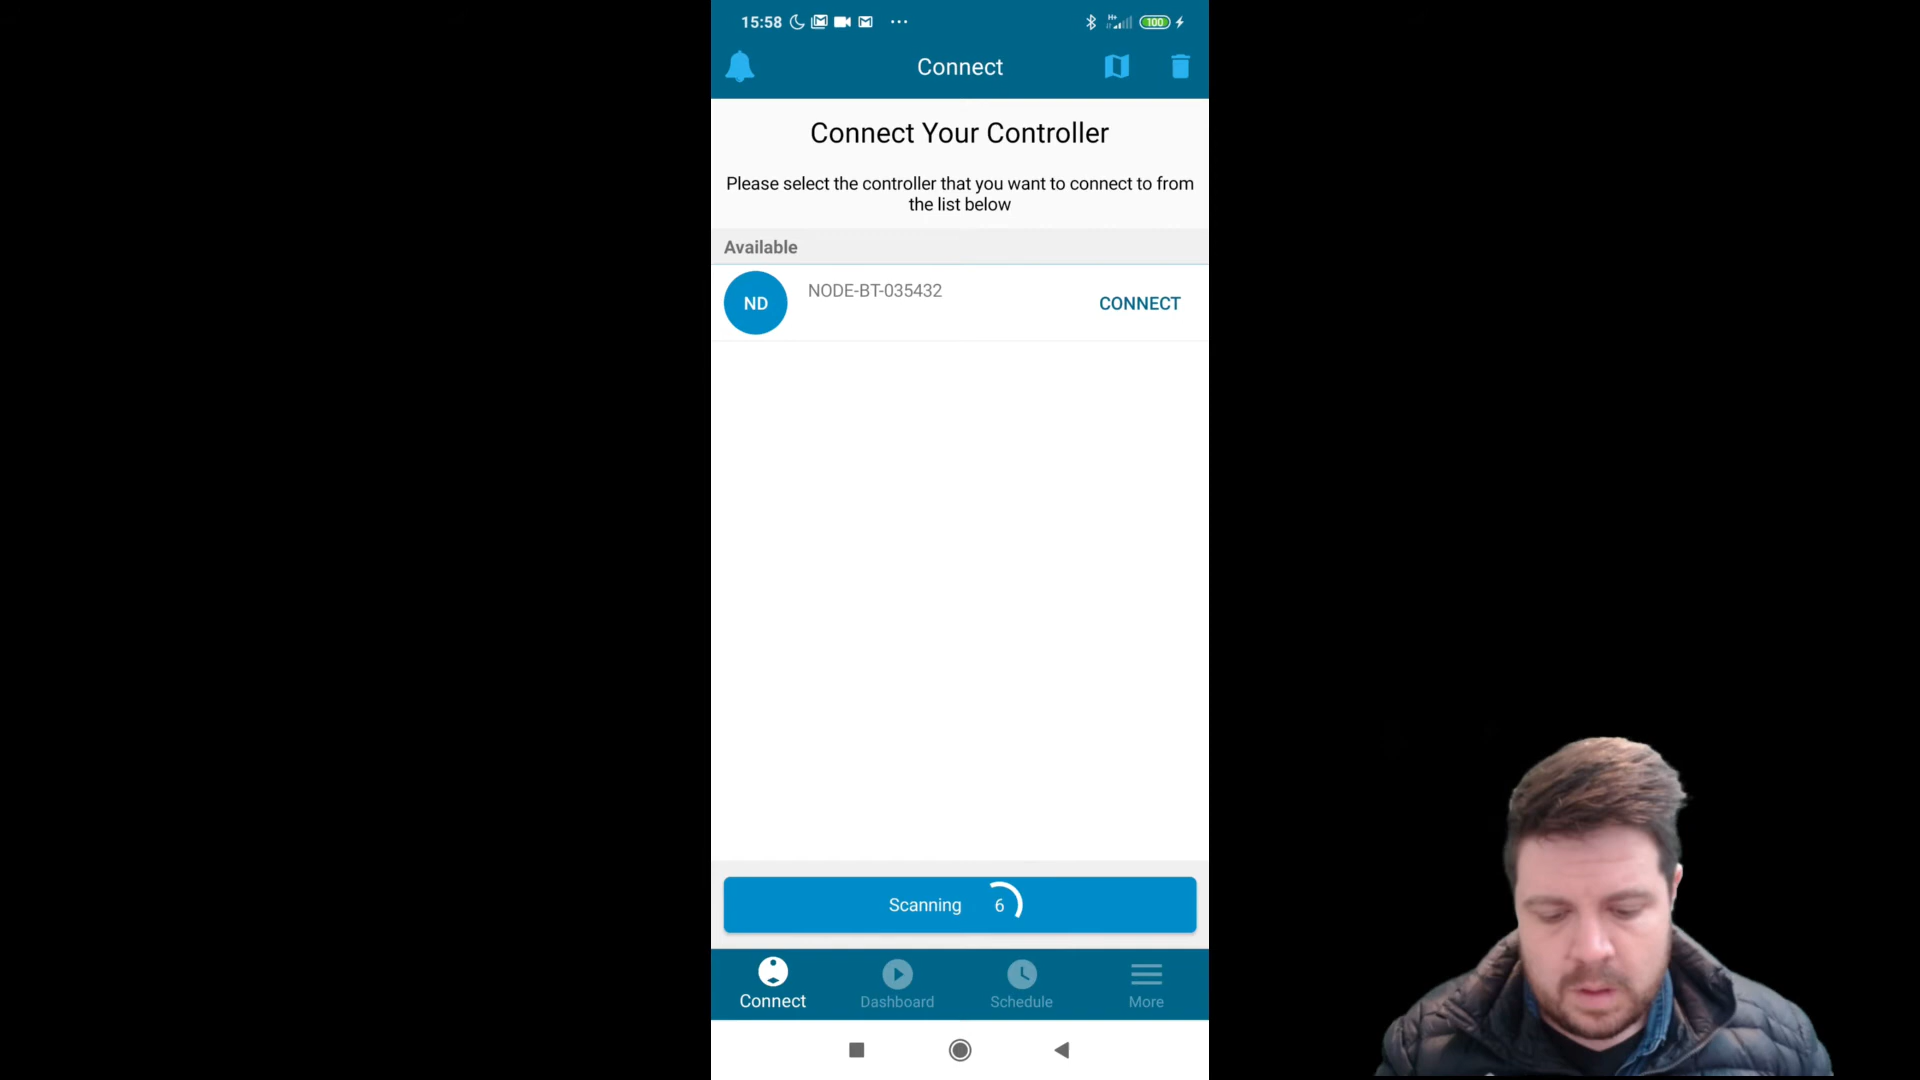 15:58
100
Connect
Connect Your Controller
Please select the controller that you want to connect to from
the list below
Available
ND
NODE-BT-035432
CONNECT
Scanning 6
Connect
Dashboard
Schedule
More